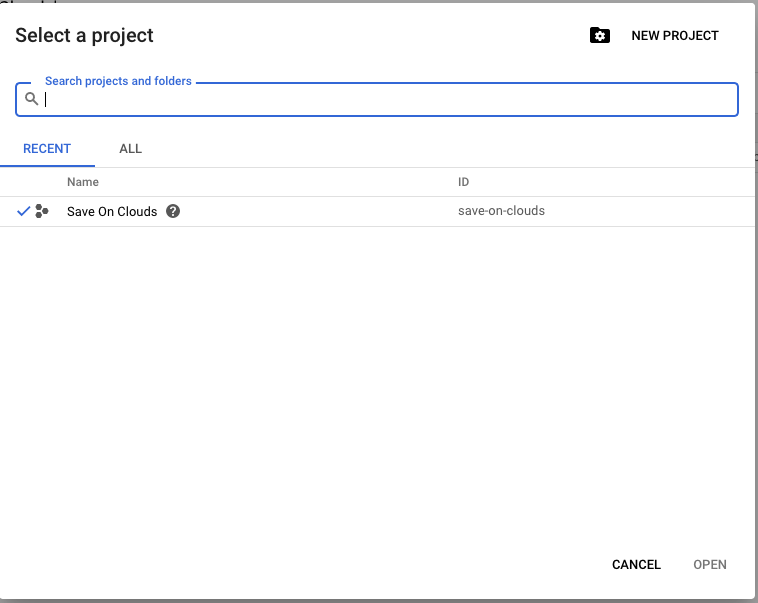 Select a project
NEW PROJECT
Search projects and folders
RECENT ALL
Name ID
Save On Clouds save-on-clouds
CANCEL OPEN